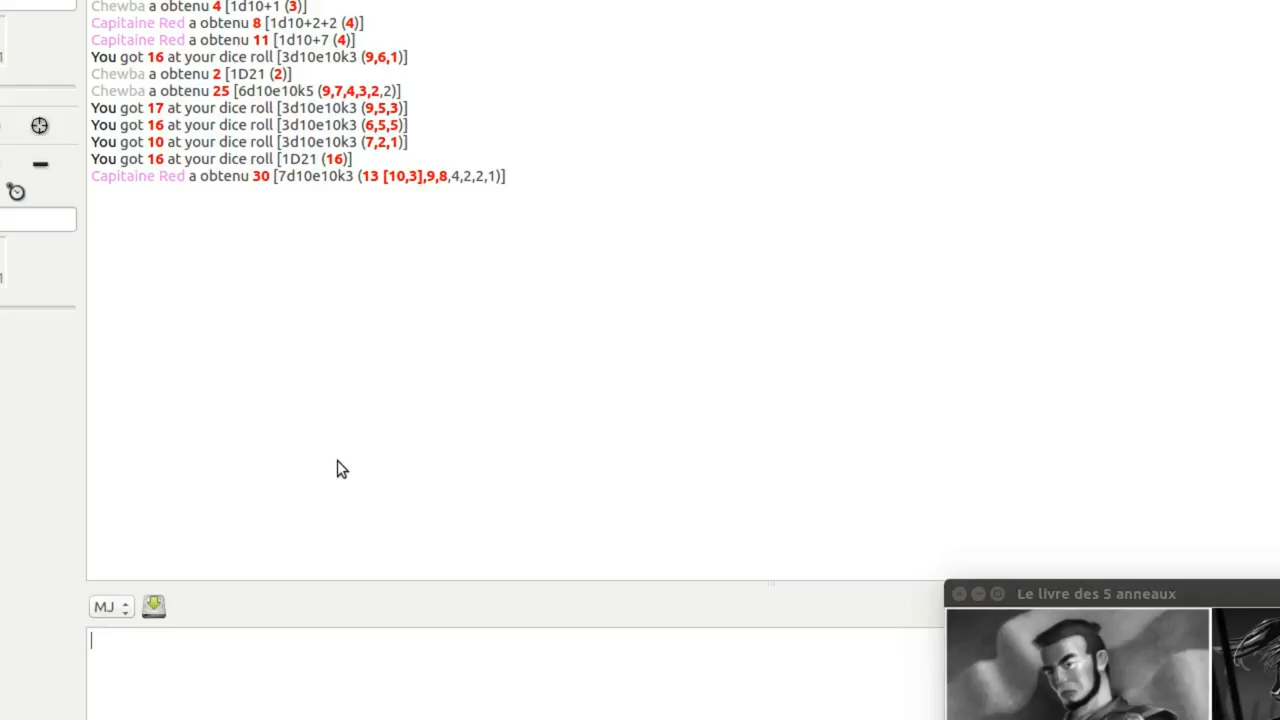 Chewba a obtenu 4 [1d10+1 (3)]
Capitaine Red a obtenu 8 [1d10+2+2 (4)]
Capitaine Red a obtenu 11 [1d10+7 (4)]
You got 16 at your dice roll [3d10e10k3 (9,6,1)]
Chewba a obtenu 2 [1D21 (2)]
Chewba a obtenu 25 [6d10e10k5 (9,7,4,3,2,2)]
You got 17 at your dice roll [3d10e10k3 (9,5,3)]
You got 16 at your dice roll [3d10e10k3 (6,5,5)]
You got 10 at your dice roll [3d10e10k3 (7,2,1)]
You got 16 at your dice roll [1D21 (16)]
Capitaine Red a obtenu 30 [7d10e10k3 (13 [10,3],9,8,4,2,2,1)]
MJ
Le livre des 5 anneaux